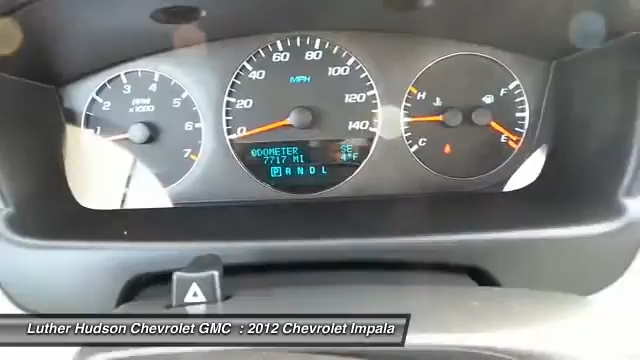 RPM
x1000
1 2 3 4 5 6 7
MPH
0 20 40 60 80 100 120 140
ODOMETER SE
7717 MI 4°F
P R N D L
H F
C E
Luther Hudson Chevrolet GMC : 2012 Chevrolet Impala